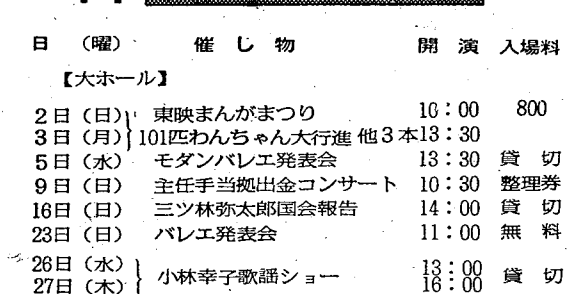 日 (曜) 催し物 開演 入場料
【大ホール】
2日(日) 東映まんがまつり 10:00 800
3日(月) 101匹わんちゃん大行進 他3本 13:30
5日(水) モダンバレエ発表会 13:30 貸切
9日(日) 主任手当拠出金コンサート 10:30 整理券
16日(日) 三ツ林弥太郎国会報告 14:00 貸切
23日(日) バレエ発表会 11:00 無料
26日(水) 小林幸子歌謡ショー 13:00 貸切
27日(木) 16:00